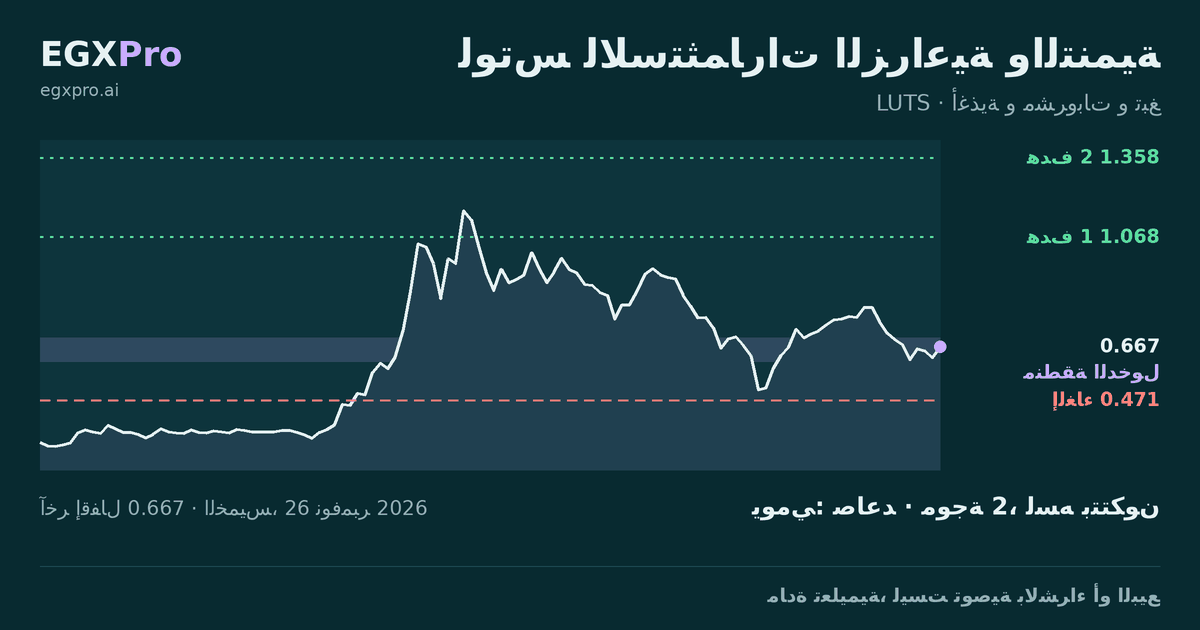 EGXPro
egxpro.ai
لوتس للاستثمارات الزراعية والتنمية
LUTS · أغذية و مشروبات و تبغ
هدف 2 1.358
هدف 1 1.068
0.667
منطقة الدخول
إلغاء 0.471
آخر إقفال 0.667 · الخميس، 26 نوفمبر 2026
يومي: صاعد · موجة 2، لسه بتتكون
مادة تعليمية، ليست توصية بالشراء أو البيع